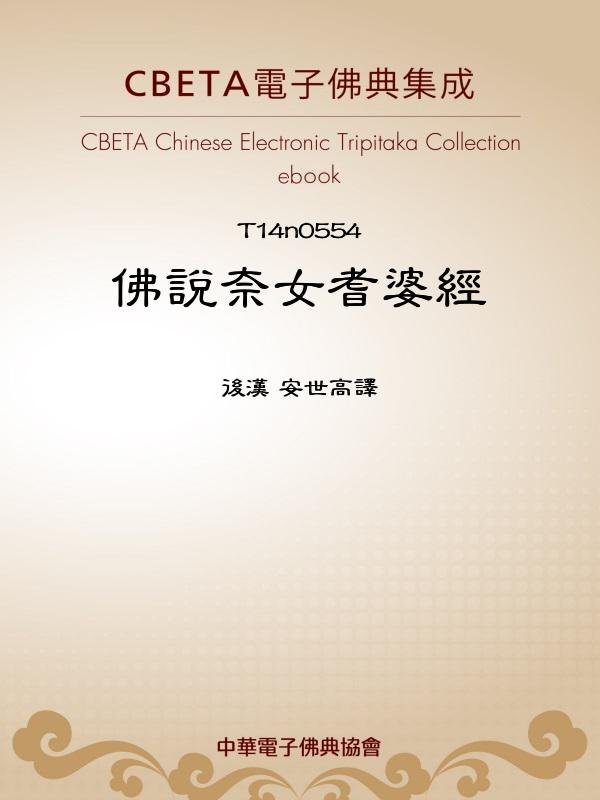 CBETA電子佛典集成
CBETA Chinese Electronic Tripitaka Collection
ebook
T14n0554
佛說奈女耆婆經
後漢 安世高譯
中華電子佛典協會